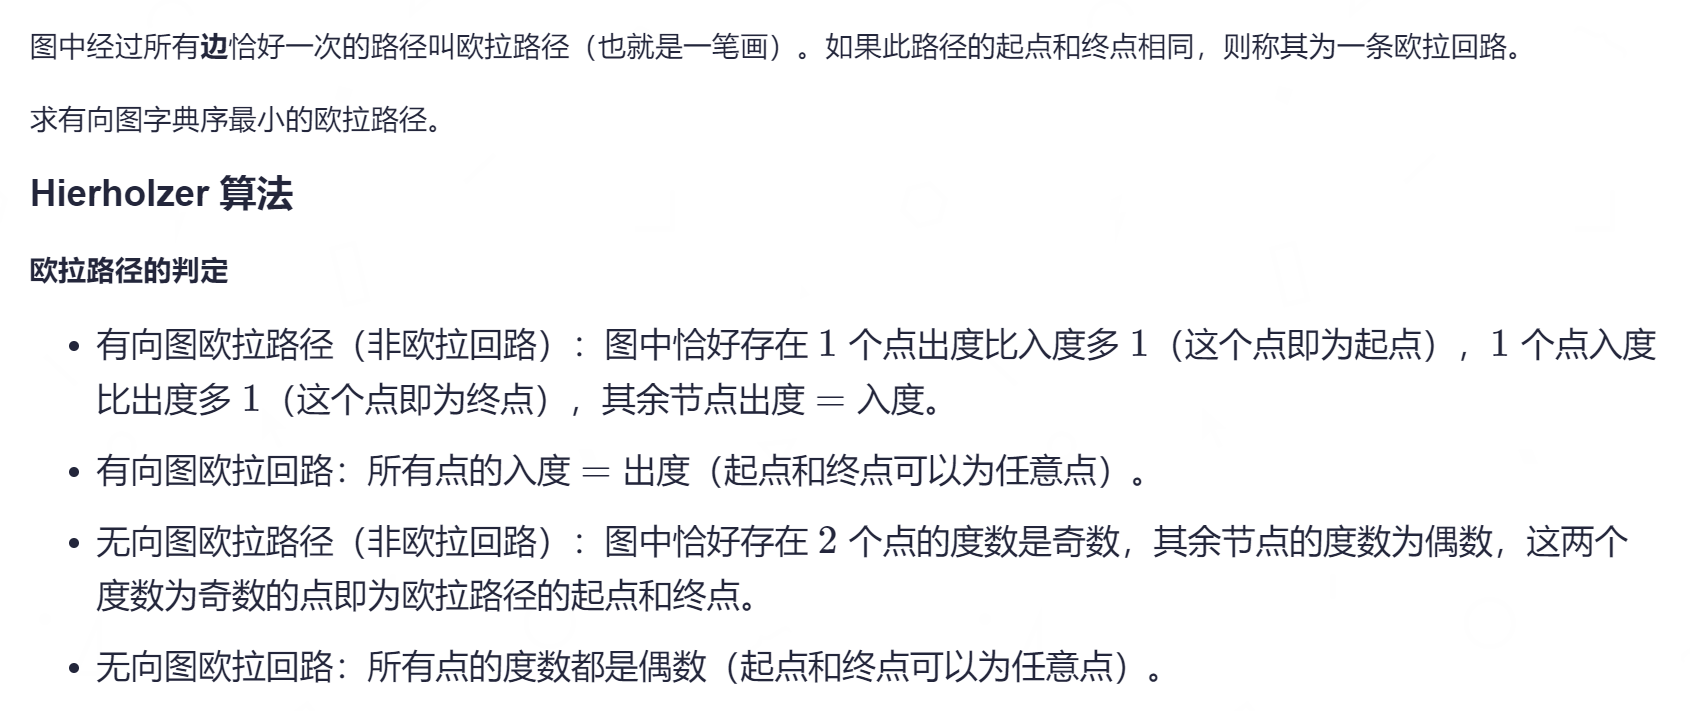 图中经过所有边恰好一次的路径叫欧拉路径（也就是一笔画）。如果此路径的起点和终点相同，则称其为一条欧拉回路。
求有向图字典序最小的欧拉路径。
Hierholzer 算法
欧拉路径的判定
• 有向图欧拉路径（非欧拉回路）：图中恰好存在 1 个点出度比入度多 1（这个点即为起点），1 个点入度
比出度多 1（这个点即为终点），其余节点出度 = 入度。
• 有向图欧拉回路：所有点的入度 = 出度（起点和终点可以为任意点）。
• 无向图欧拉路径（非欧拉回路）：图中恰好存在 2 个点的度数是奇数，其余节点的度数为偶数，这两个
度数为奇数的点即为欧拉路径的起点和终点。
• 无向图欧拉回路：所有点的度数都是偶数（起点和终点可以为任意点）。